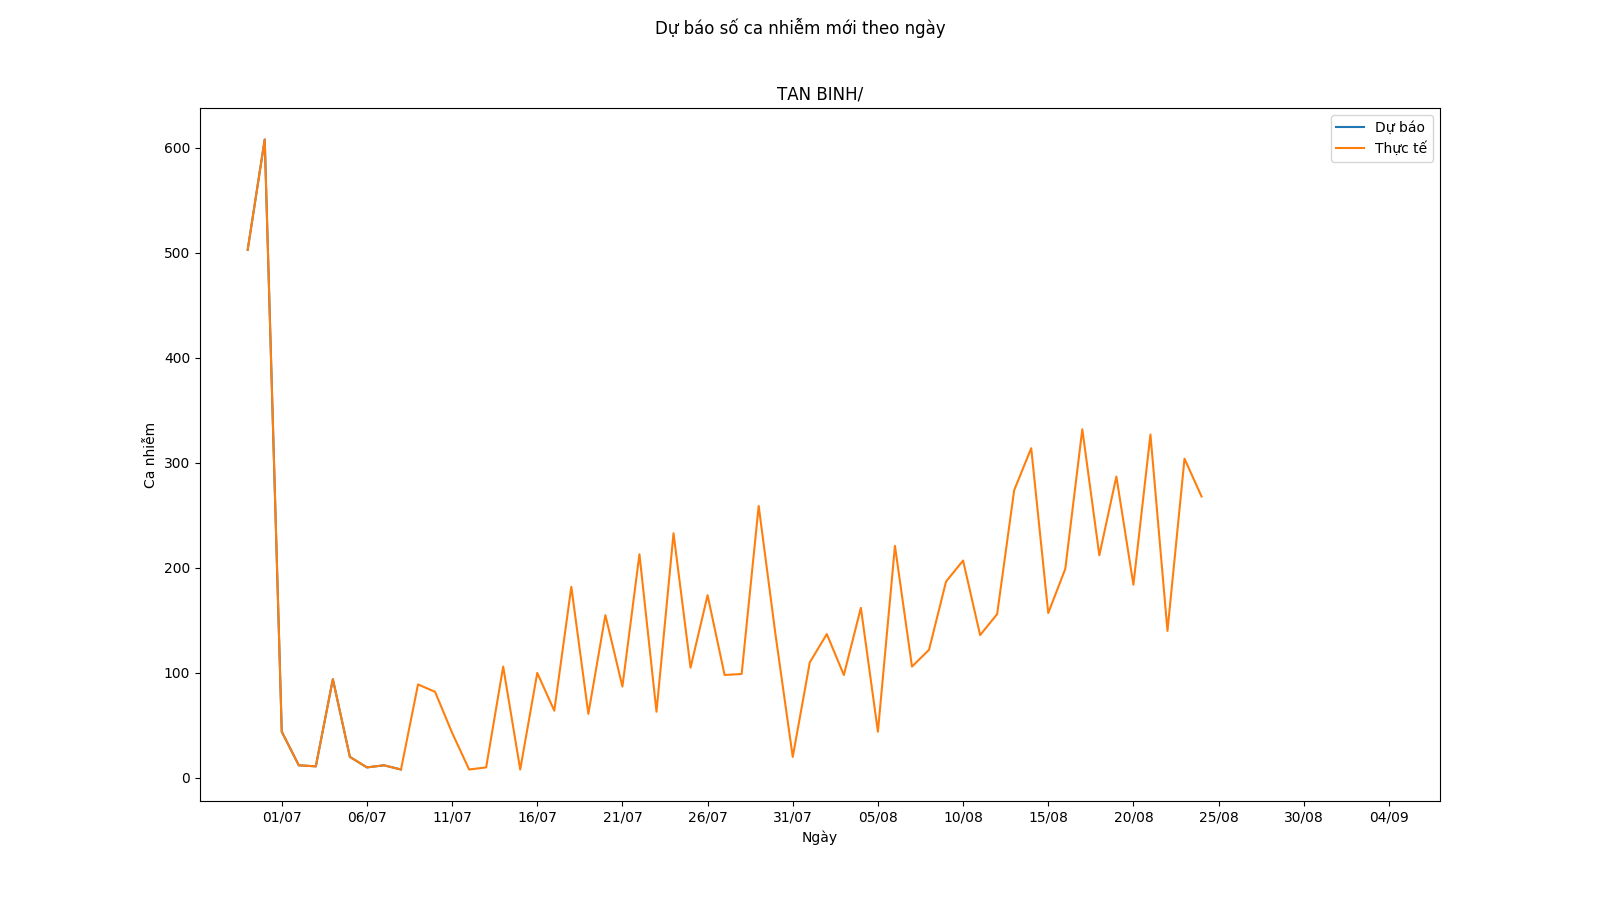 Dự báo số ca nhiễm mới theo ngày
TAN BINH/
Dự báo
Thực tế
600
500
400
300
200
100
0
Ca nhiễm
01/07 06/07 11/07 16/07 21/07 26/07 31/07 05/08 10/08 15/08 20/08 25/08 30/08 04/09
Ngày